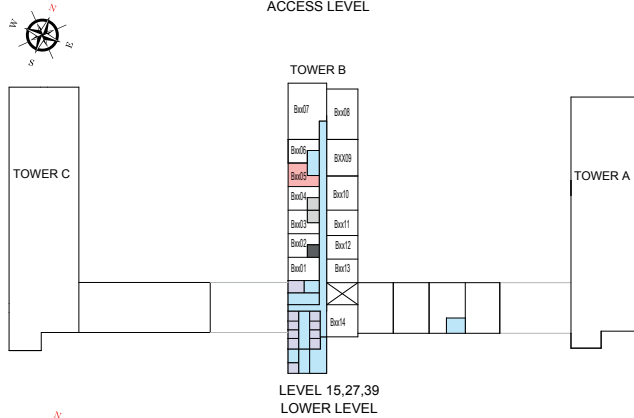 ACCESS LEVEL
N
W
E
S
TOWER B
Bxx07
Bxx08
Bxx06
BXX09
TOWER C
Bxx05
TOWER A
Bxx04
Bxx10
Bxx03
Bxx11
Bxx02
Bxx12
Bxx01
Bxx13
Bxx14
LEVEL 15,27,39
LOWER LEVEL
N